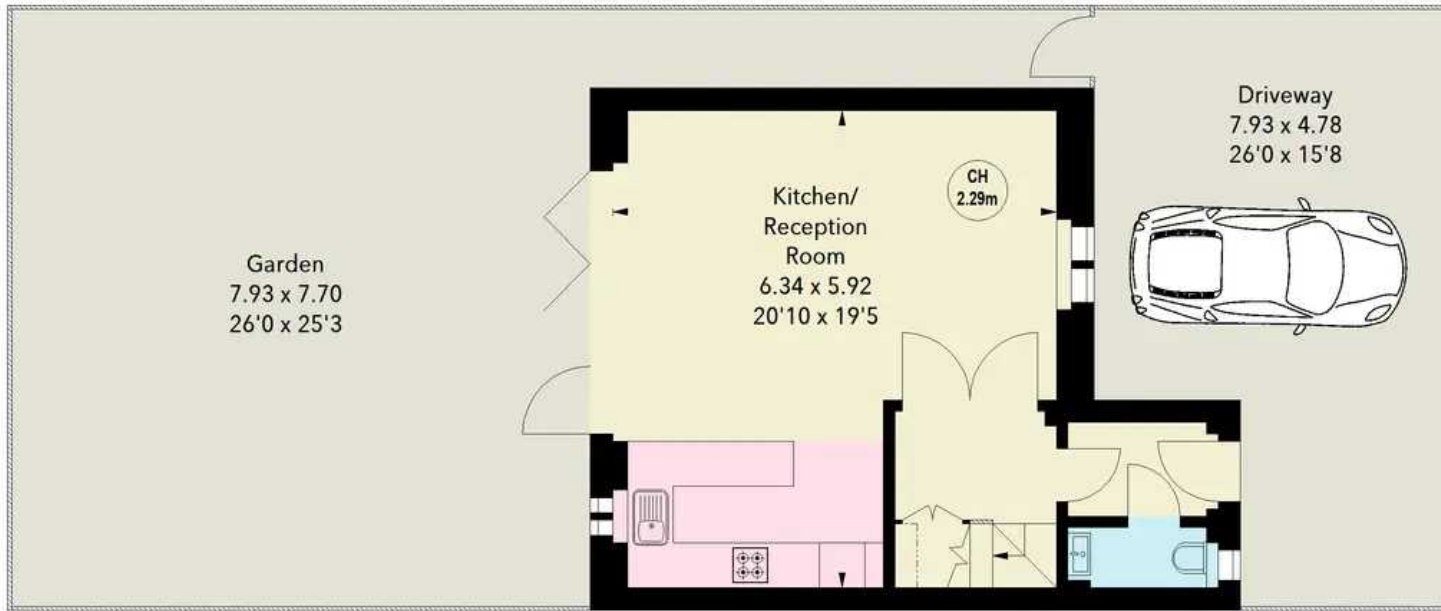 Garden
7.93 x 7.70
26'0 x 25'3
Kitchen/
Reception
Room
6.34 x 5.92
20'10 x 19'5
CH
2.29m
Driveway
7.93 x 4.78
26'0 x 15'8